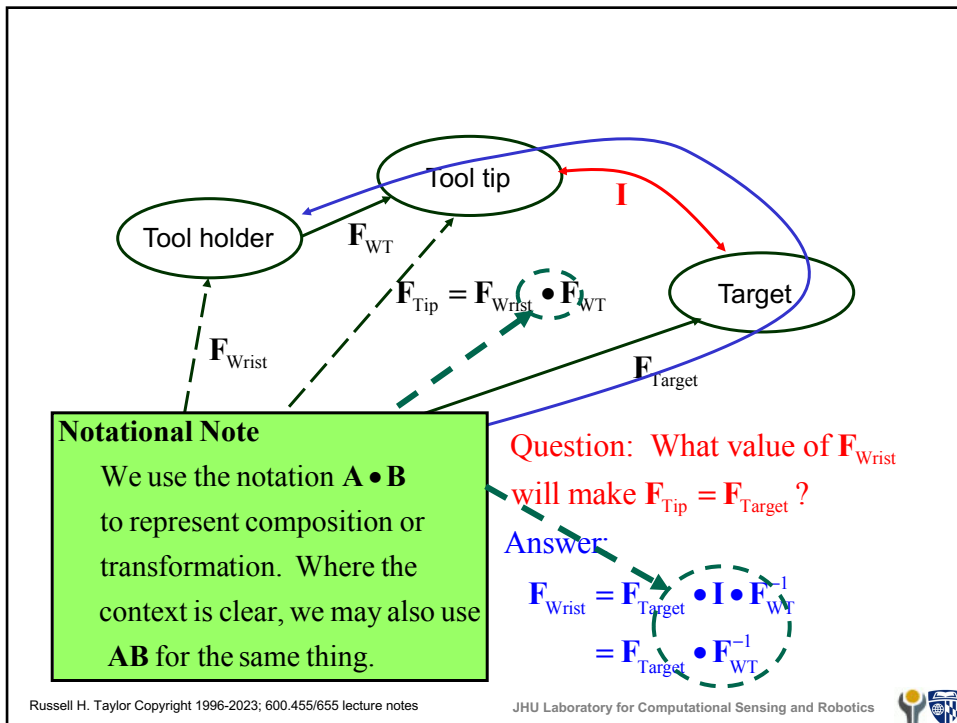 Tool tip
I
Tool holder
F_WT
Target
F_Tip = F_Wrist • F_WT
F_Wrist
F_Target
Notational Note
We use the notation A • B
to represent composition or
transformation. Where the
context is clear, we may also use
AB for the same thing.
Question: What value of F_Wrist
will make F_Tip = F_Target ?
Answer:
F_Wrist = F_Target • I • F_WT^-1
= F_Target • F_WT^-1
Russell H. Taylor Copyright 1996-2023; 600.455/655 lecture notes
JHU Laboratory for Computational Sensing and Robotics